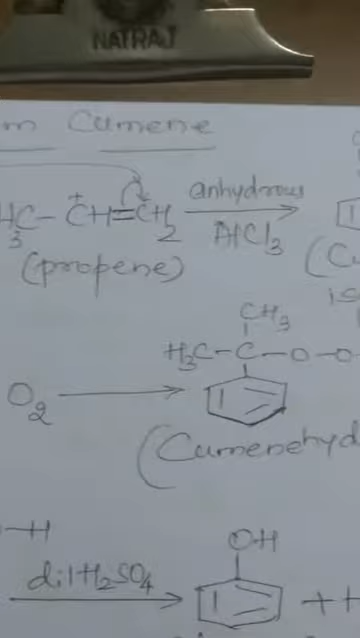 NATRAJ
m Cumene
anhydrous
H3C-CH=CH2
AlCl3
(propene)
CH3
H3C-C-O-O-
O2
(Cumenehyd
-H
OH
dil H2SO4
+